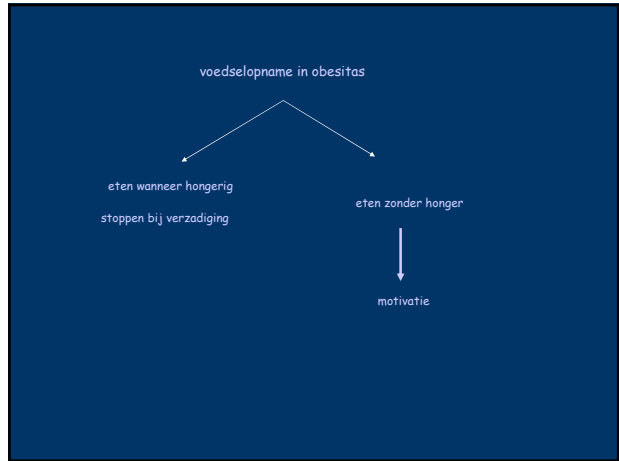 voedselopname in obesitas
eten wanneer hongerig
stoppen bij verzadiging
eten zonder honger
motivatie